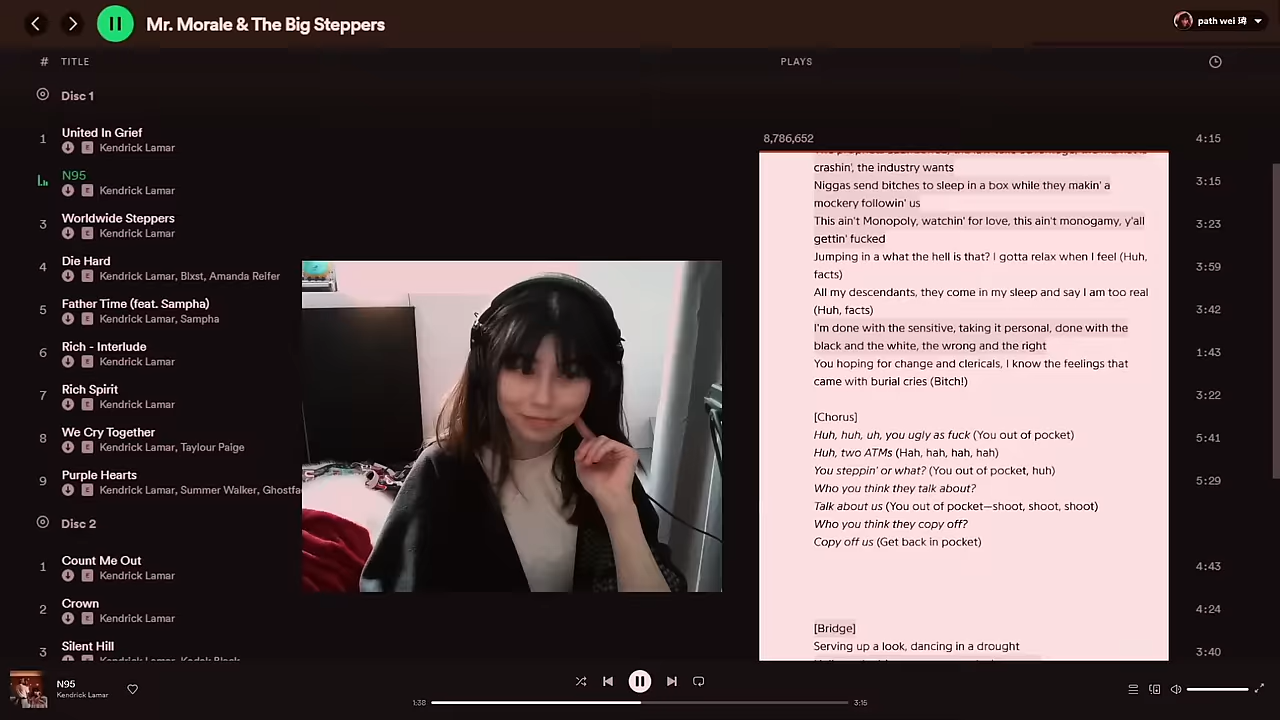 Mr. Morale & The Big Steppers
path wei 瑋
# TITLE PLAYS
Disc 1
1 United In Grief 8,786,652 4:15
E Kendrick Lamar
N95 3:15
E Kendrick Lamar
3 Worldwide Steppers 3:23
E Kendrick Lamar
4 Die Hard 3:59
E Kendrick Lamar, Blxst, Amanda Reifer
5 Father Time (feat. Sampha) 3:42
E Kendrick Lamar, Sampha
6 Rich - Interlude 1:43
E Kendrick Lamar
7 Rich Spirit 3:22
E Kendrick Lamar
8 We Cry Together 5:41
E Kendrick Lamar, Taylour Paige
9 Purple Hearts 5:29
E Kendrick Lamar, Summer Walker, Ghostfa
Disc 2
1 Count Me Out 4:43
E Kendrick Lamar
2 Crown 4:24
E Kendrick Lamar
3 Silent Hill 3:40
E Kendrick Lamar, Kodak Black
crashin', the industry wants
Niggas send bitches to sleep in a box while they makin' a
mockery followin' us
This ain't Monopoly, watchin' for love, this ain't monogamy, y'all
gettin' fucked
Jumping in a what the hell is that? I gotta relax when I feel (Huh,
facts)
All my descendants, they come in my sleep and say I am too real
(Huh, facts)
I'm done with the sensitive, taking it personal, done with the
black and the white, the wrong and the right
You hoping for change and clericals, I know the feelings that
came with burial cries (Bitch!)
[Chorus]
Huh, huh, uh, you ugly as fuck (You out of pocket)
Huh, two ATMs (Hah, hah, hah, hah)
You steppin' or what? (You out of pocket, huh)
Who you think they talk about?
Talk about us (You out of pocket—shoot, shoot, shoot)
Who you think they copy off?
Copy off us (Get back in pocket)
[Bridge]
Serving up a look, dancing in a drought
N95
Kendrick Lamar
1:38 3:15